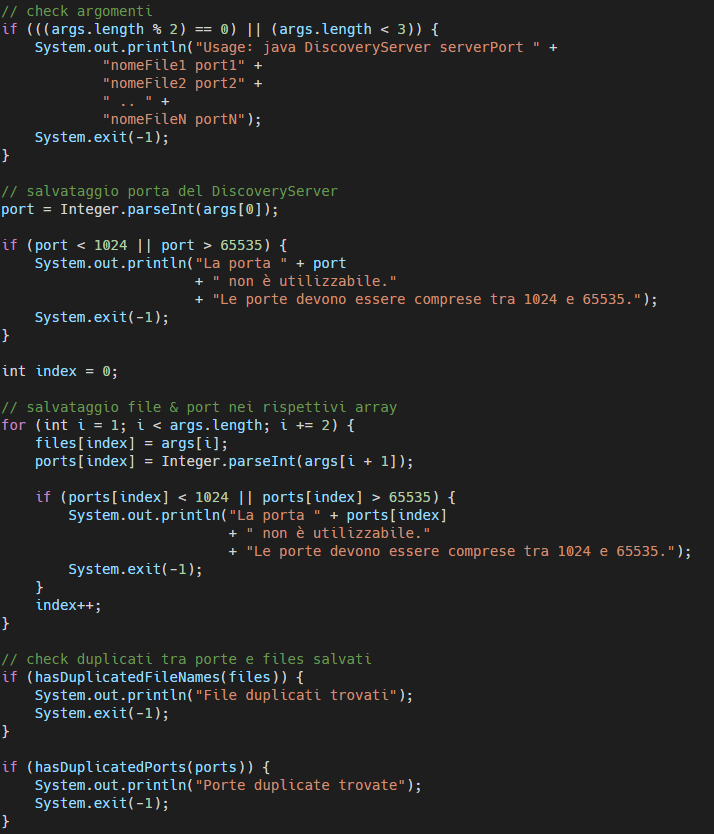 // check argomenti
if (((args.length % 2) == 0) || (args.length < 3)) {
    System.out.println("Usage: java DiscoveryServer serverPort " +
            "nomeFile1 port1" +
            "nomeFile2 port2" +
            " .. " +
            "nomeFileN portN");
    System.exit(-1);
}

// salvataggio porta del DiscoveryServer
port = Integer.parseInt(args[0]);

if (port < 1024 || port > 65535) {
    System.out.println("La porta " + port
                       + " non è utilizzabile."
                       + "Le porte devono essere comprese tra 1024 e 65535.");
    System.exit(-1);
}

int index = 0;

// salvataggio file & port nei rispettivi array
for (int i = 1; i < args.length; i += 2) {
    files[index] = args[i];
    ports[index] = Integer.parseInt(args[i + 1]);

    if (ports[index] < 1024 || ports[index] > 65535) {
        System.out.println("La porta " + ports[index]
                           + " non è utilizzabile."
                           + "Le porte devono essere comprese tra 1024 e 65535.");
        System.exit(-1);
    }
    index++;
}

// check duplicati tra porte e files salvati
if (hasDuplicatedFileNames(files)) {
    System.out.println("File duplicati trovati");
    System.exit(-1);
}

if (hasDuplicatedPorts(ports)) {
    System.out.println("Porte duplicate trovate");
    System.exit(-1);
}